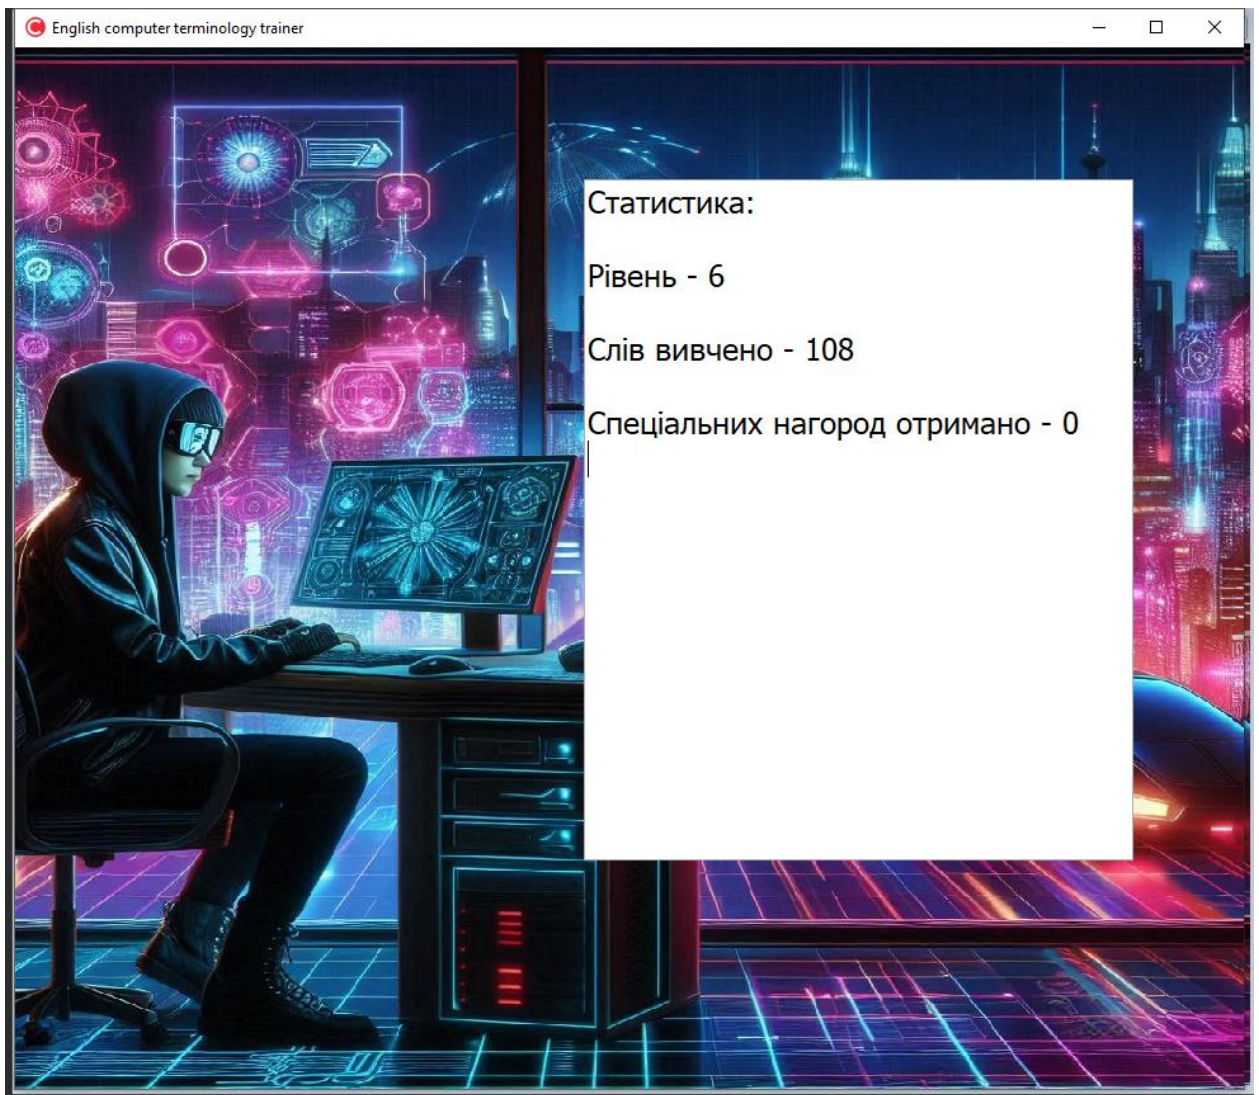 English computer terminology trainer
Статистика:
Рівень - 6
Слів вивчено - 108
Спеціальних нагород отримано - 0